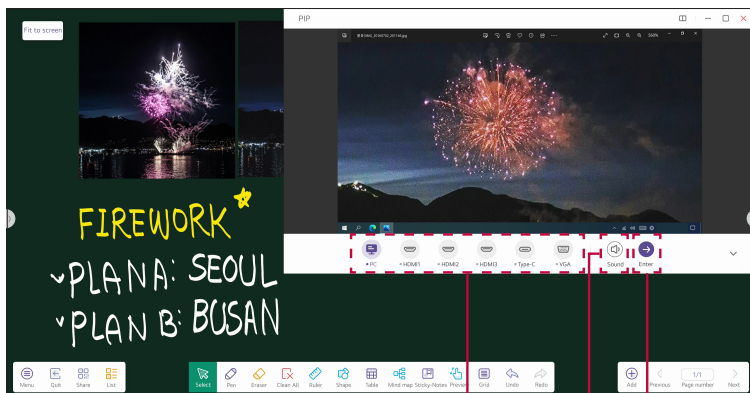 Fit to screen
PIP
560%
FIREWORK
PLAN A: SEOUL
PLAN B: BUSAN
PC
HDMI1
HDMI2
HDMI3
Type-C
VGA
Sound
Enter
Menu
Quit
Share
List
Select
Pen
Eraser
Clean All
Ruler
Shape
Table
Mind map
Sticky-Notes
Preview
Grid
Undo
Redo
Add
Previous
1/1
Page number
Next